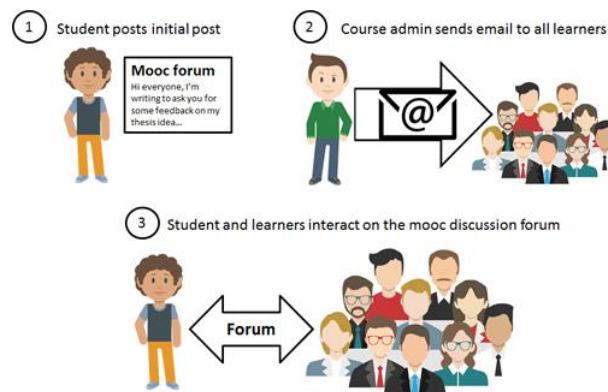 1 Student posts initial post
2 Course admin sends email to all learners
Mooc forum
Hi everyone, I'm
writing to ask you for
some feedback on my
thesis idea...
@
3 Student and learners interact on the mooc discussion forum
Forum